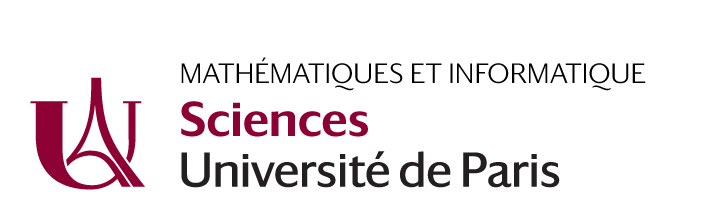 MATHÉMATIQUES ET INFORMATIQUE
Sciences
Université de Paris